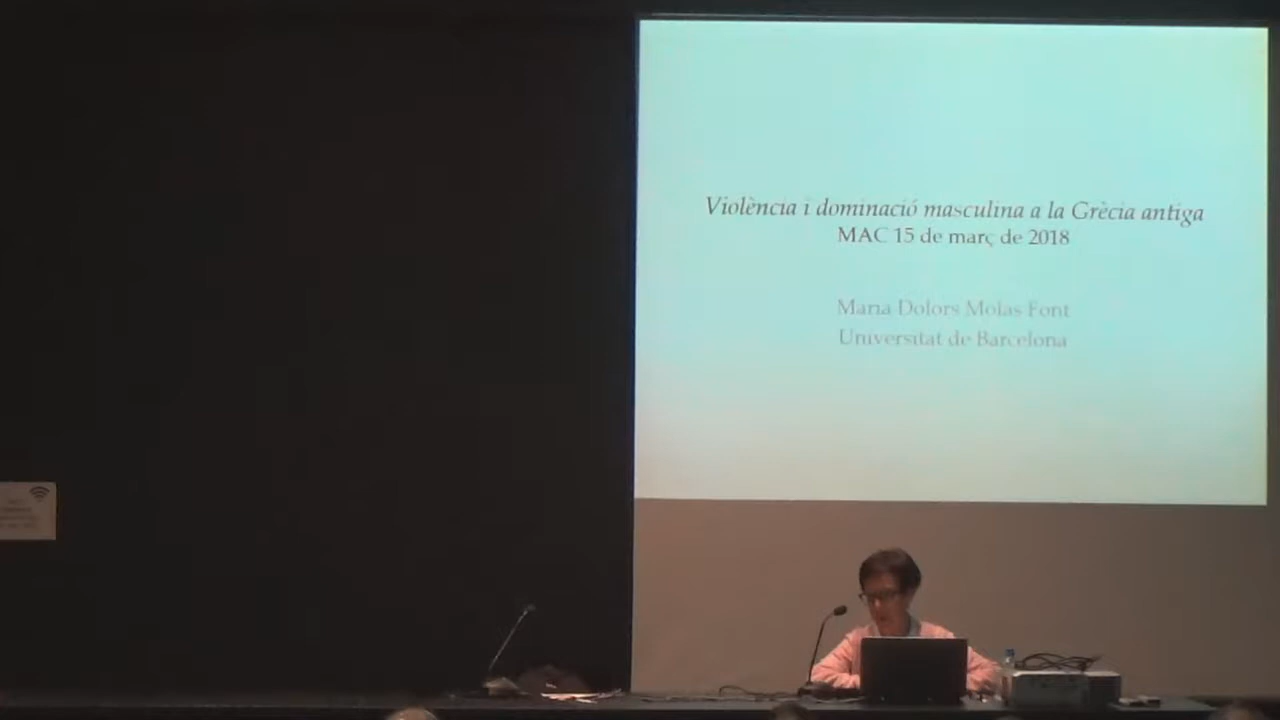 Violència i dominació masculina a la Grècia antiga
MAC 15 de març de 2018
Maria Dolors Molas Font
Universitat de Barcelona